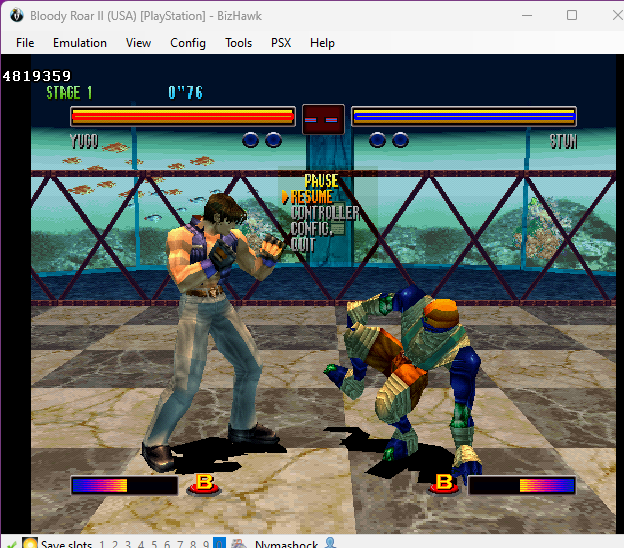 Bloody Roar II (USA) [PlayStation] - BizHawk
File Emulation View Config Tools PSX Help
4819359
STAGE 1 0"76
YUGO STUN
PAUSE
RESUME
CONTROLLER
CONFIG.
QUIT
B B
Save slots 1 2 3 4 5 6 7 8 9 0 Nymashock